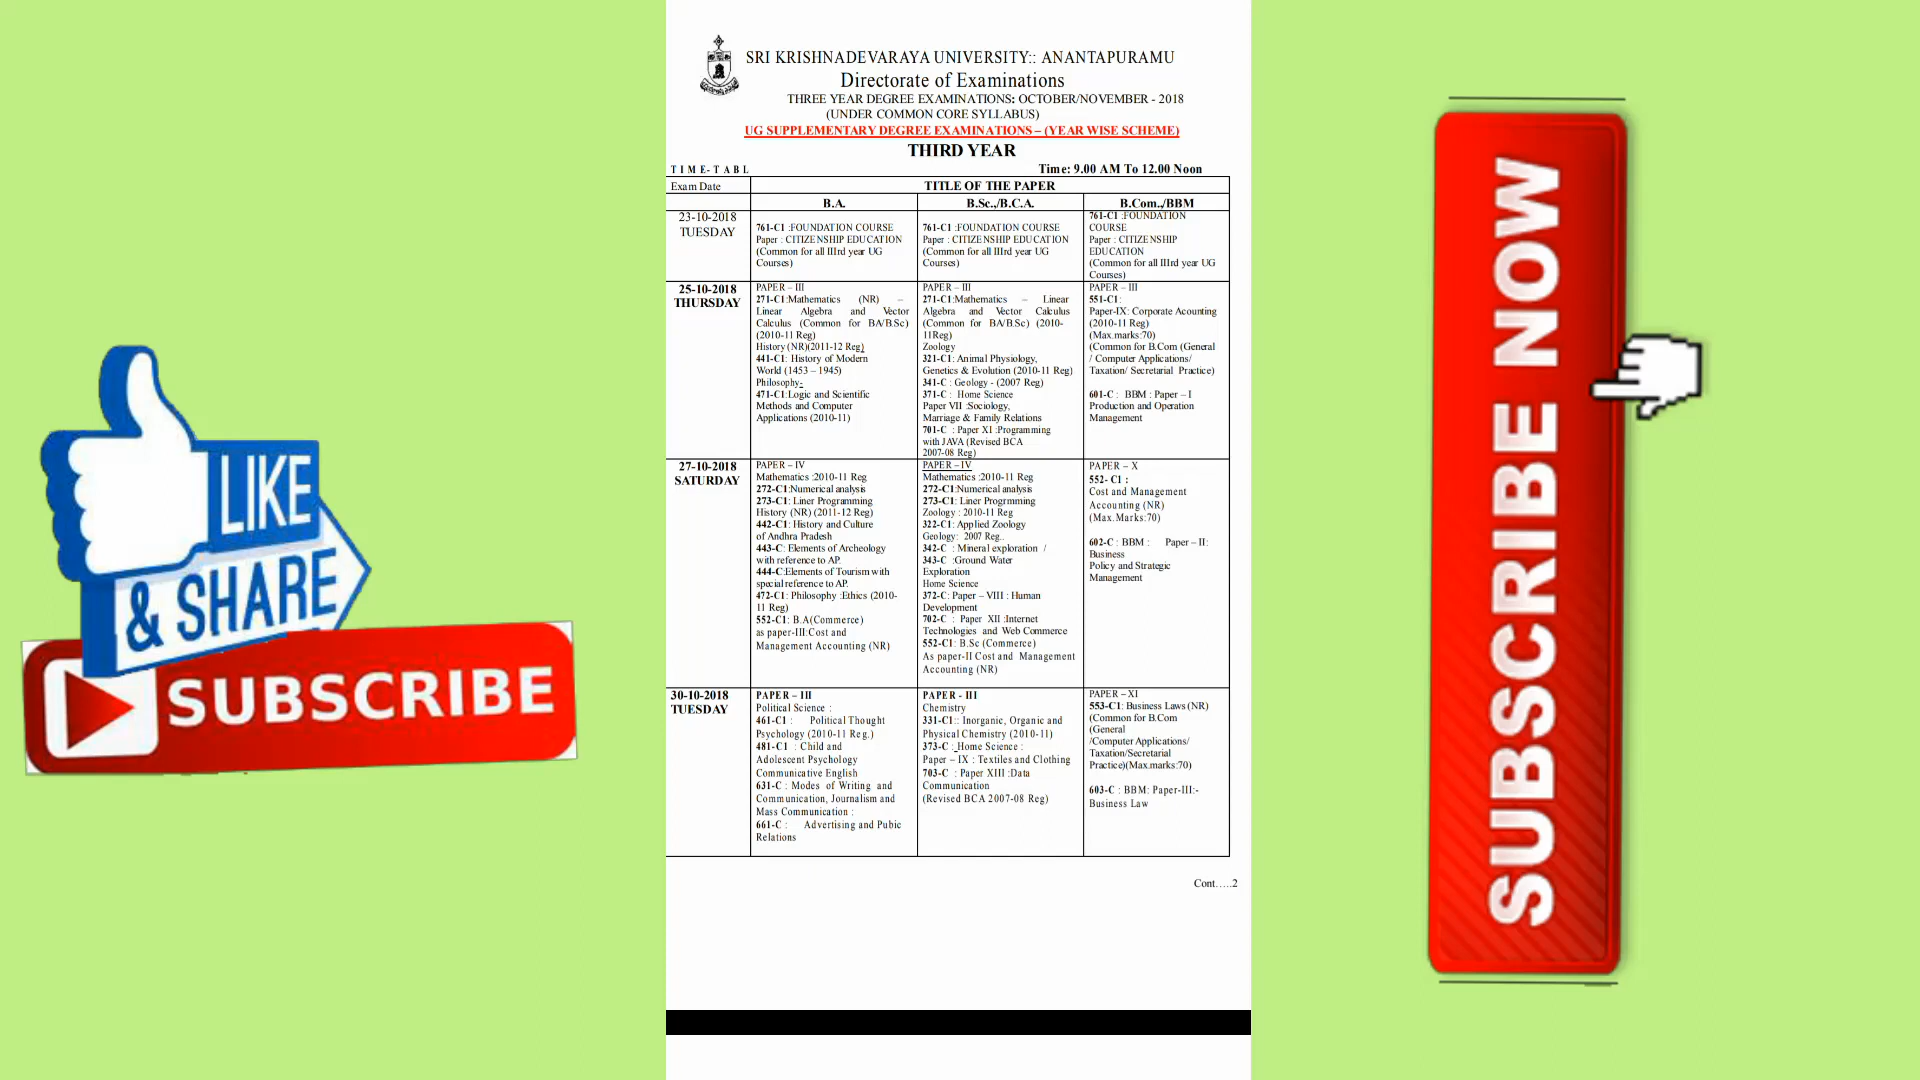 LIKE
& SHARE
SUBSCRIBE
SRI KRISHNADEVARAYA UNIVERSITY:: ANANTAPURAMU
Directorate of Examinations
THREE YEAR DEGREE EXAMINATIONS: OCTOBER/NOVEMBER - 2018
(UNDER COMMON CORE SYLLABUS)
UG SUPPLEMENTARY DEGREE EXAMINATIONS – (YEAR WISE SCHEME)
THIRD YEAR
TIME-TABL
Time: 9.00 AM To 12.00 Noon
Exam Date
TITLE OF THE PAPER
B.A.
B.Sc.,/B.C.A.
B.Com.,/BBM
23-10-2018
TUESDAY
761-C1 :FOUNDATION COURSE
Paper : CITIZENSHIP EDUCATION
(Common for all IIIrd year UG
Courses)
761-C1 :FOUNDATION COURSE
Paper : CITIZENSHIP EDUCATION
(Common for all IIIrd year UG
Courses)
761-C1 :FOUNDATION
COURSE
Paper : CITIZENSHIP
EDUCATION
(Common for all IIIrd year UG
Courses)
25-10-2018
THURSDAY
PAPER – III
271-C1:Mathematics (NR) –
Linear Algebra and Vector
Calculus (Common for BA/B.Sc)
(2010-11 Reg)
History (NR)(2011-12 Reg)
441-C1: History of Modern
World (1453 – 1945)
Philosophy-
471-C1:Logic and Scientific
Methods and Computer
Applications (2010-11)
PAPER – III
271-C1:Mathematics – Linear
Algebra and Vector Calculus
(Common for BA/B.Sc) (2010-
11Reg)
Zoology
321-C1: Animal Physiology,
Genetics & Evolution (2010-11 Reg)
341-C : Geology - (2007 Reg)
371-C : Home Science
Paper VII :Sociology,
Marriage & Family Relations
701-C : Paper XI :Programming
with JAVA (Revised BCA
2007-08 Reg)
PAPER – III
551-C1:
Paper-IX: Corporate Acounting
(2010-11 Reg)
(Max.marks:70)
(Common for B.Com (General
/ Computer Applications/
Taxation/ Secretarial Practice)
601-C : BBM : Paper – I
Production and Operation
Management
27-10-2018
SATURDAY
PAPER – IV
Mathematics :2010-11 Reg
272-C1:Numerical analysis
273-C1: Liner Programming
History (NR) (2011-12 Reg)
442-C1: History and Culture
of Andhra Pradesh
443-C: Elements of Archeology
with reference to AP.
444-C:Elements of Tourism with
special reference to AP.
472-C1: Philosophy :Ethics (2010-
11 Reg)
552-C1: B.A(Commerce)
as paper-III:Cost and
Management Accounting (NR)
PAPER – IV
Mathematics :2010-11 Reg
272-C1:Numerical analysis
273-C1: Liner Progrmming
Zoology : 2010-11 Reg
322-C1: Applied Zoology
Geology: 2007 Reg..
342-C : Mineral exploration /
343-C :Ground Water
Exploration
Home Science
372-C: Paper – VIII : Human
Development
702-C : Paper XII :Internet
Technologies and Web Commerce
552-C1: B.Sc (Commerce)
As paper-II Cost and Management
Accounting (NR)
PAPER – X
552- C1 :
Cost and Management
Accounting (NR)
(Max.Marks:70)
602-C : BBM : Paper – II:
Business
Policy and Strategic
Management
30-10-2018
TUESDAY
PAPER – III
Political Science :
461-C1 : Political Thought
Psychology (2010-11 Reg.)
481-C1 : Child and
Adolescent Psychology
Communicative English
631-C : Modes of Writing and
Communication, Journalism and
Mass Communication :
661-C : Advertising and Pubic
Relations
PAPER - III
Chemistry
331-C1:: Inorganic, Organic and
Physical Chemistry (2010-11)
373-C : Home Science :
Paper – IX : Textiles and Clothing
703-C : Paper XIII :Data
Communication
(Revised BCA 2007-08 Reg)
PAPER – XI
553-C1: Business Laws (NR)
(Common for B.Com
(General
/Computer Applications/
Taxation/Secretarial
Practice)(Max.marks:70)
603-C : BBM: Paper-III:-
Business Law
Cont…..2
SUBSCRIBE NOW